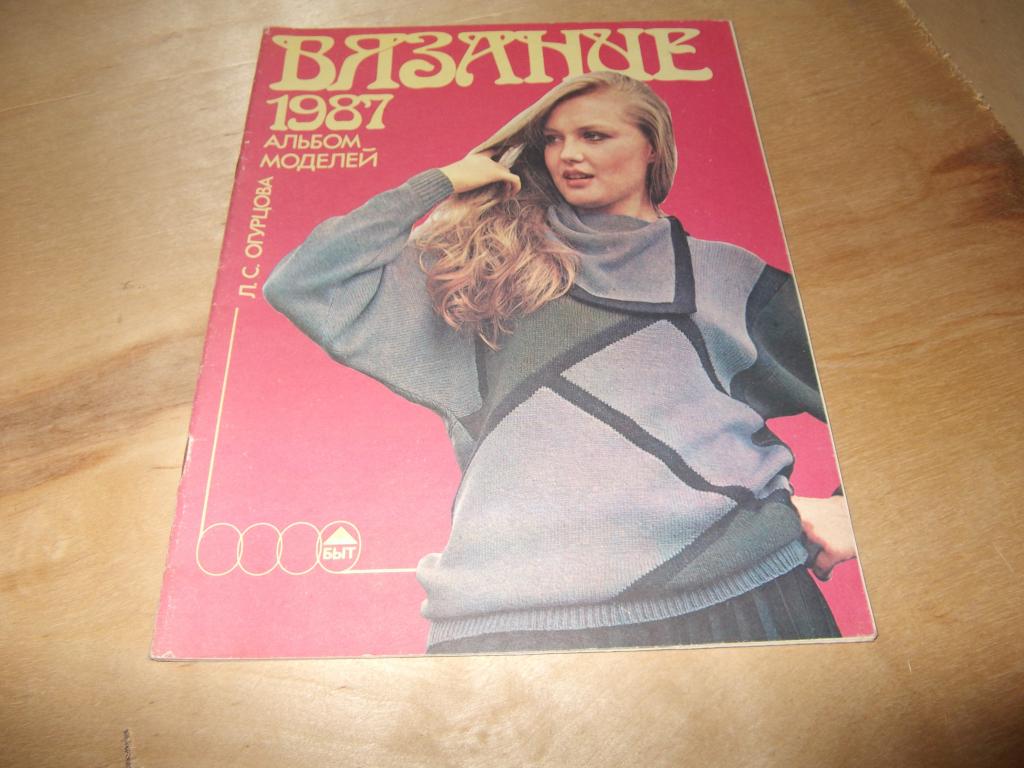 ВЯЗАНИЕ
1987
АЛЬБОМ
МОДЕЛЕЙ
Л. С. ОГУРЦОВА
БЫТ